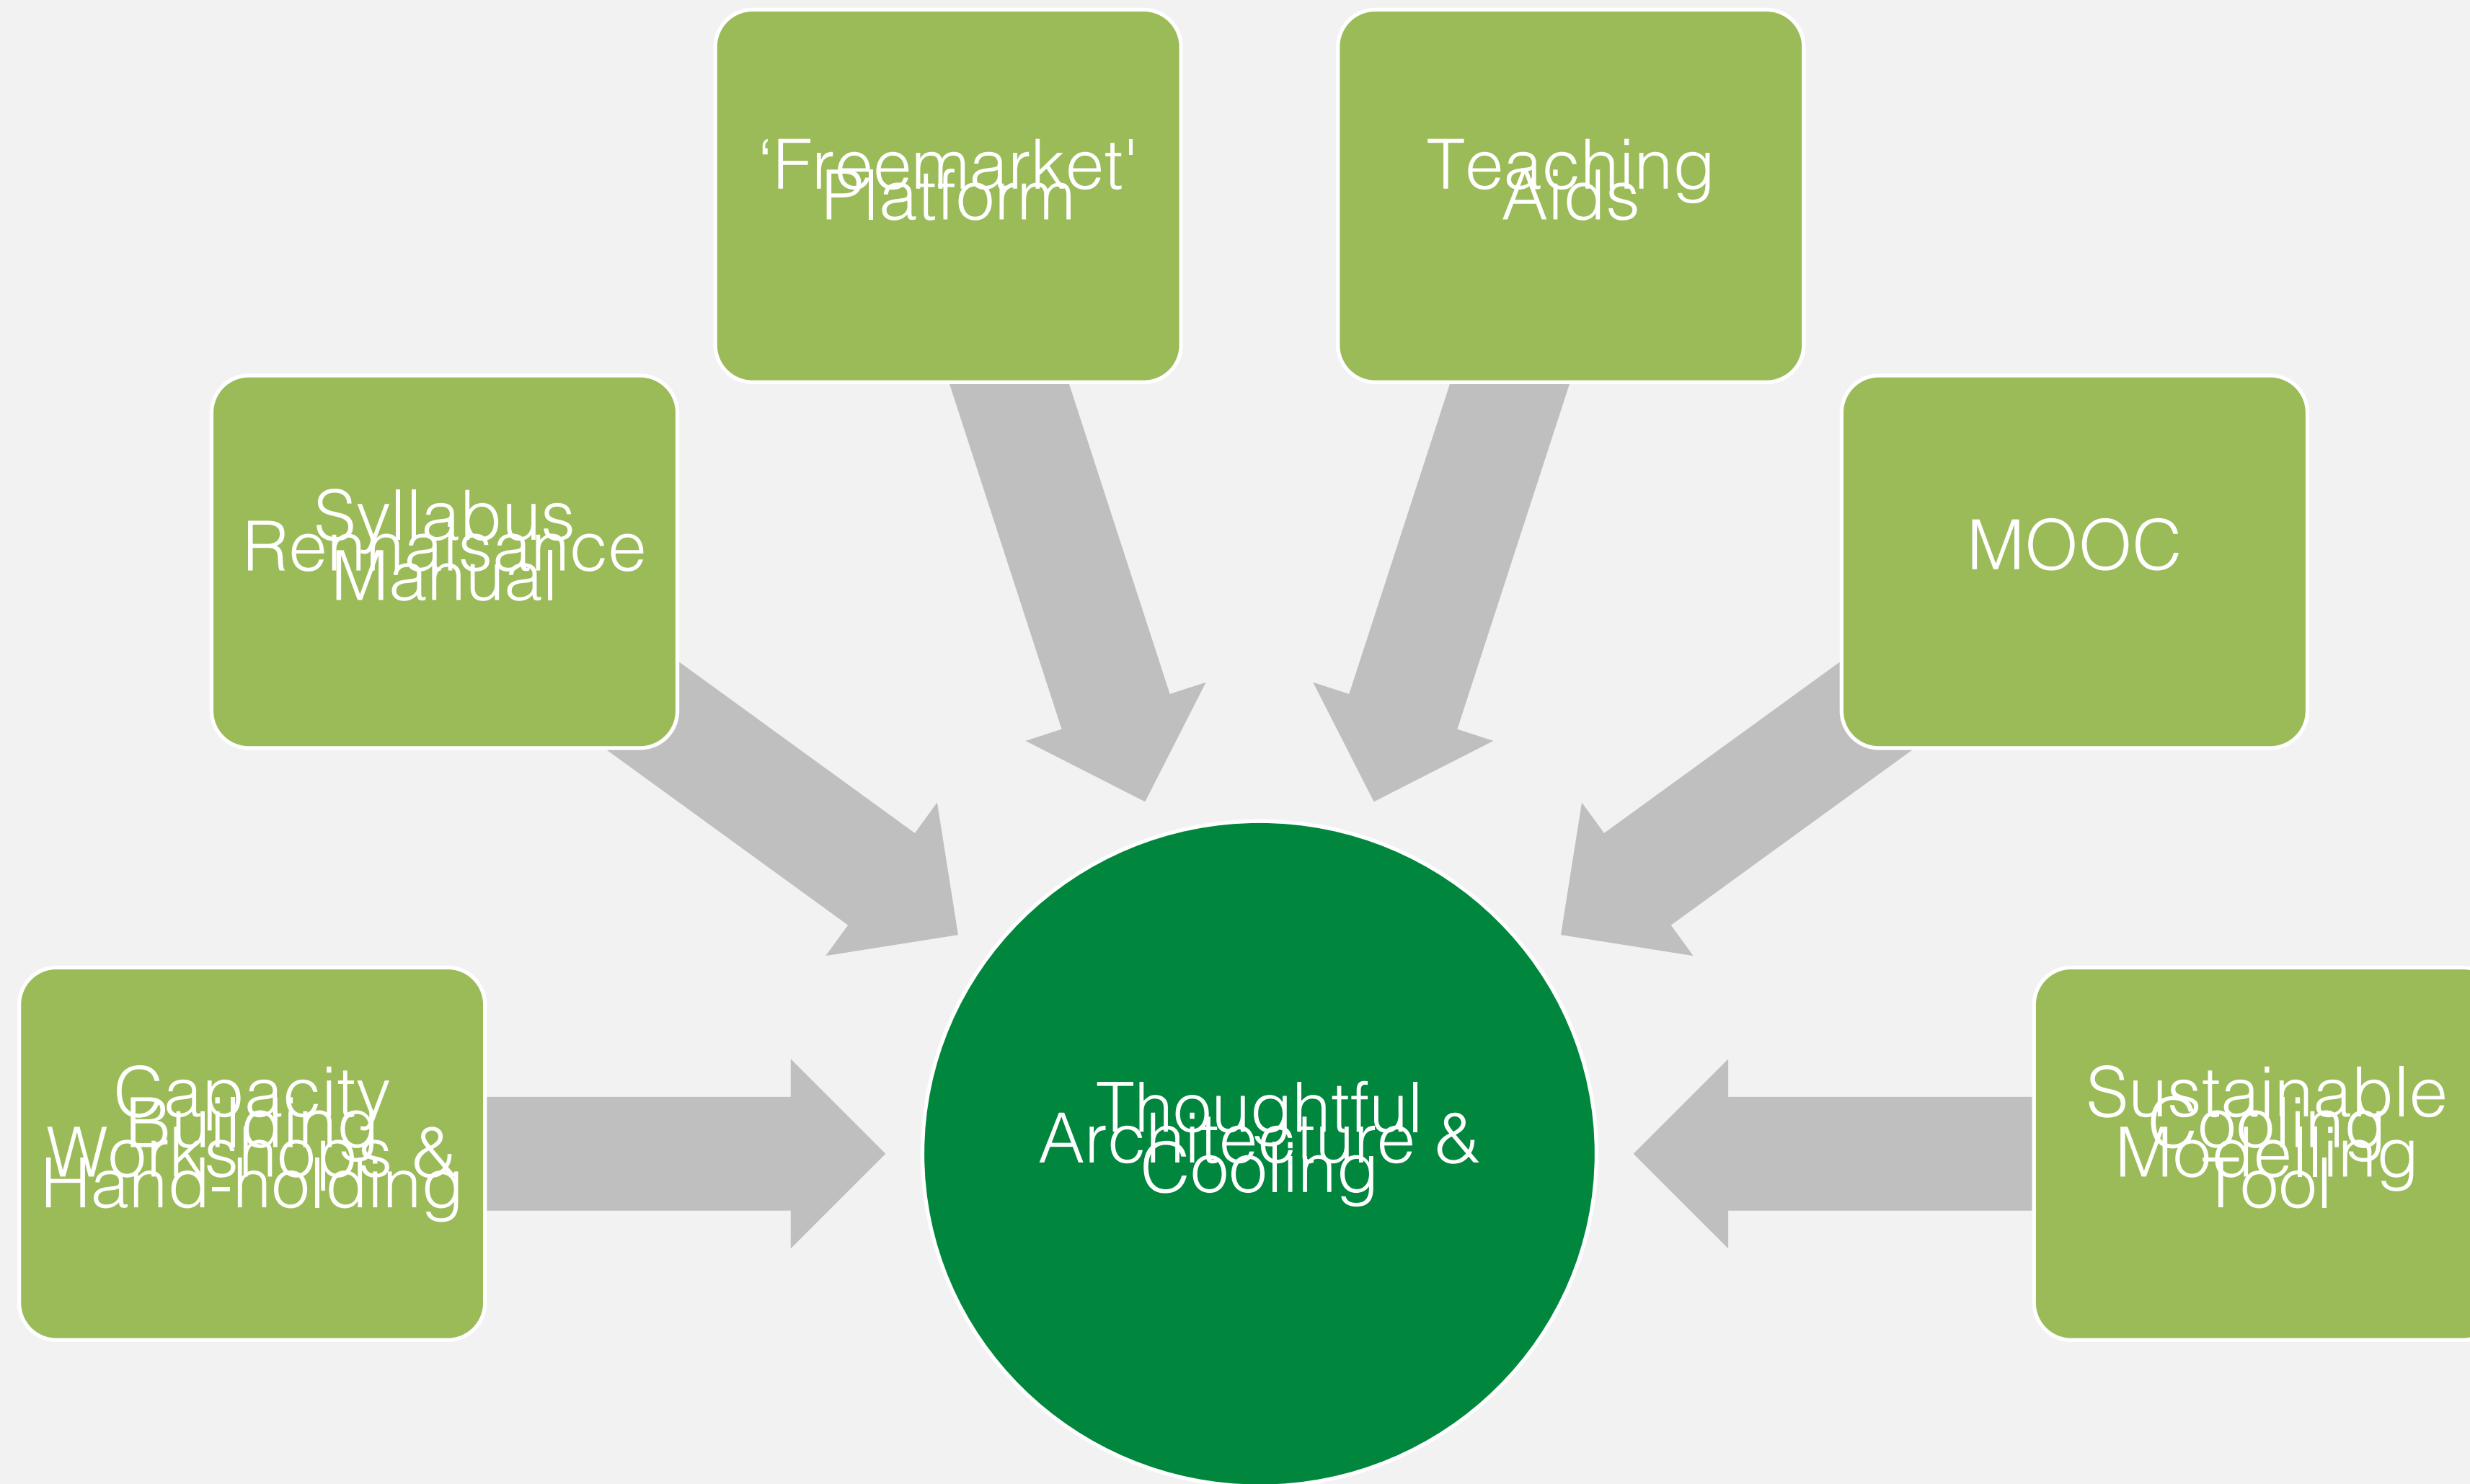 'Freemarket'
Platform
Teaching
Aids
Syllabus
Renaissance
Manual
MOOC
Capacity
Building
Workshops &
Hand-holding
Thoughtful
Architecture &
Cooling
Sustainable
Cooling
Modelling
Tool